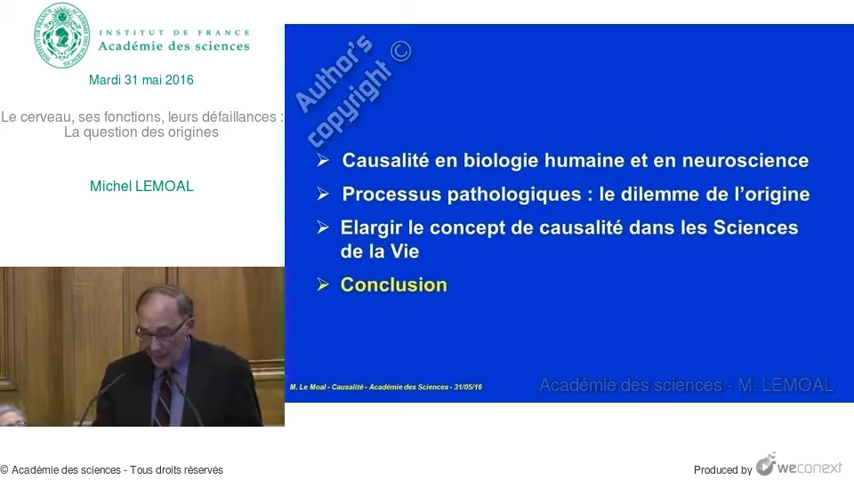 INSTITUT DE FRANCE
Académie des sciences
Mardi 31 mai 2016
Le cerveau, ses fonctions, leurs défaillances :
La question des origines
Michel LEMOAL
Author's
copyright ©
➢ Causalité en biologie humaine et en neuroscience
➢ Processus pathologiques : le dilemme de l'origine
➢ Elargir le concept de causalité dans les Sciences
de la Vie
➢ Conclusion
M. Le Moal - Causalité - Académie des Sciences - 31/05/16
Académie des sciences - M. LEMOAL
© Académie des sciences - Tous droits réservés
Produced by weconext